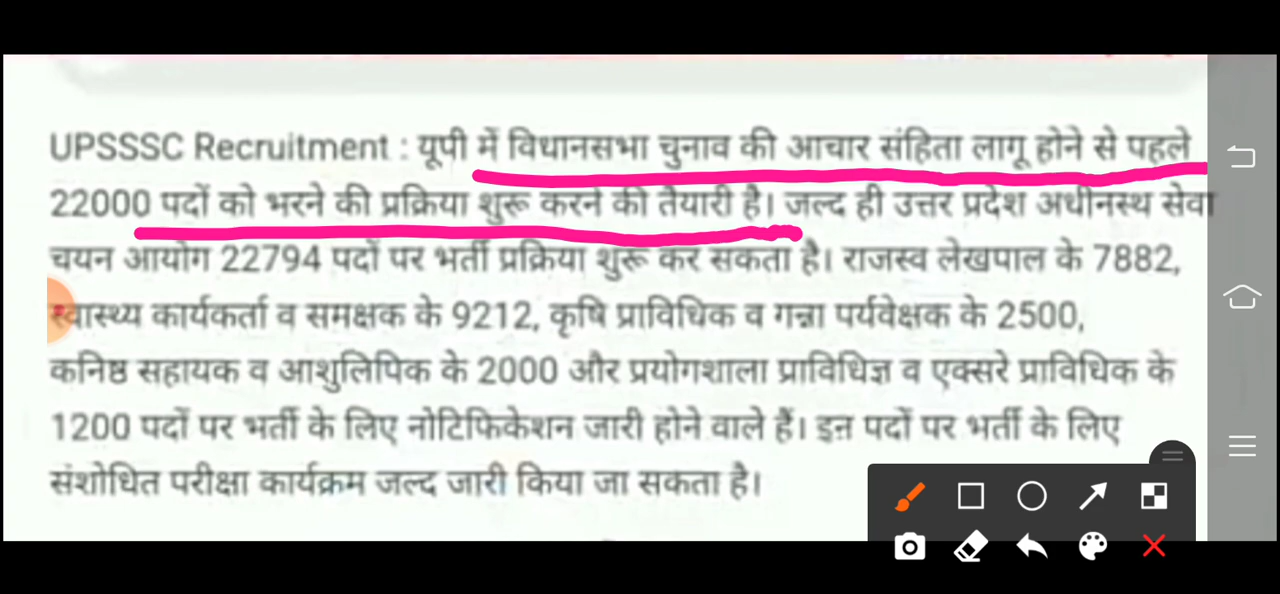 UPSSSC Recruitment : यूपी में विधानसभा चुनाव की आचार संहिता लागू होने से पहले
22000 पदों को भरने की प्रक्रिया शुरू करने की तैयारी है। जल्द ही उत्तर प्रदेश अधीनस्थ सेवा
चयन आयोग 22794 पदों पर भर्ती प्रक्रिया शुरू कर सकता है। राजस्व लेखपाल के 7882,
स्वास्थ्य कार्यकर्ता व समक्षक के 9212, कृषि प्राविधिक व गन्ना पर्यवेक्षक के 2500,
कनिष्ठ सहायक व आशुलिपिक के 2000 और प्रयोगशाला प्राविधिज्ञ व एक्सरे प्राविधिक के
1200 पदों पर भर्ती के लिए नोटिफिकेशन जारी होने वाले हैं। इन पदों पर भर्ती के लिए
संशोधित परीक्षा कार्यक्रम जल्द जारी किया जा सकता है।